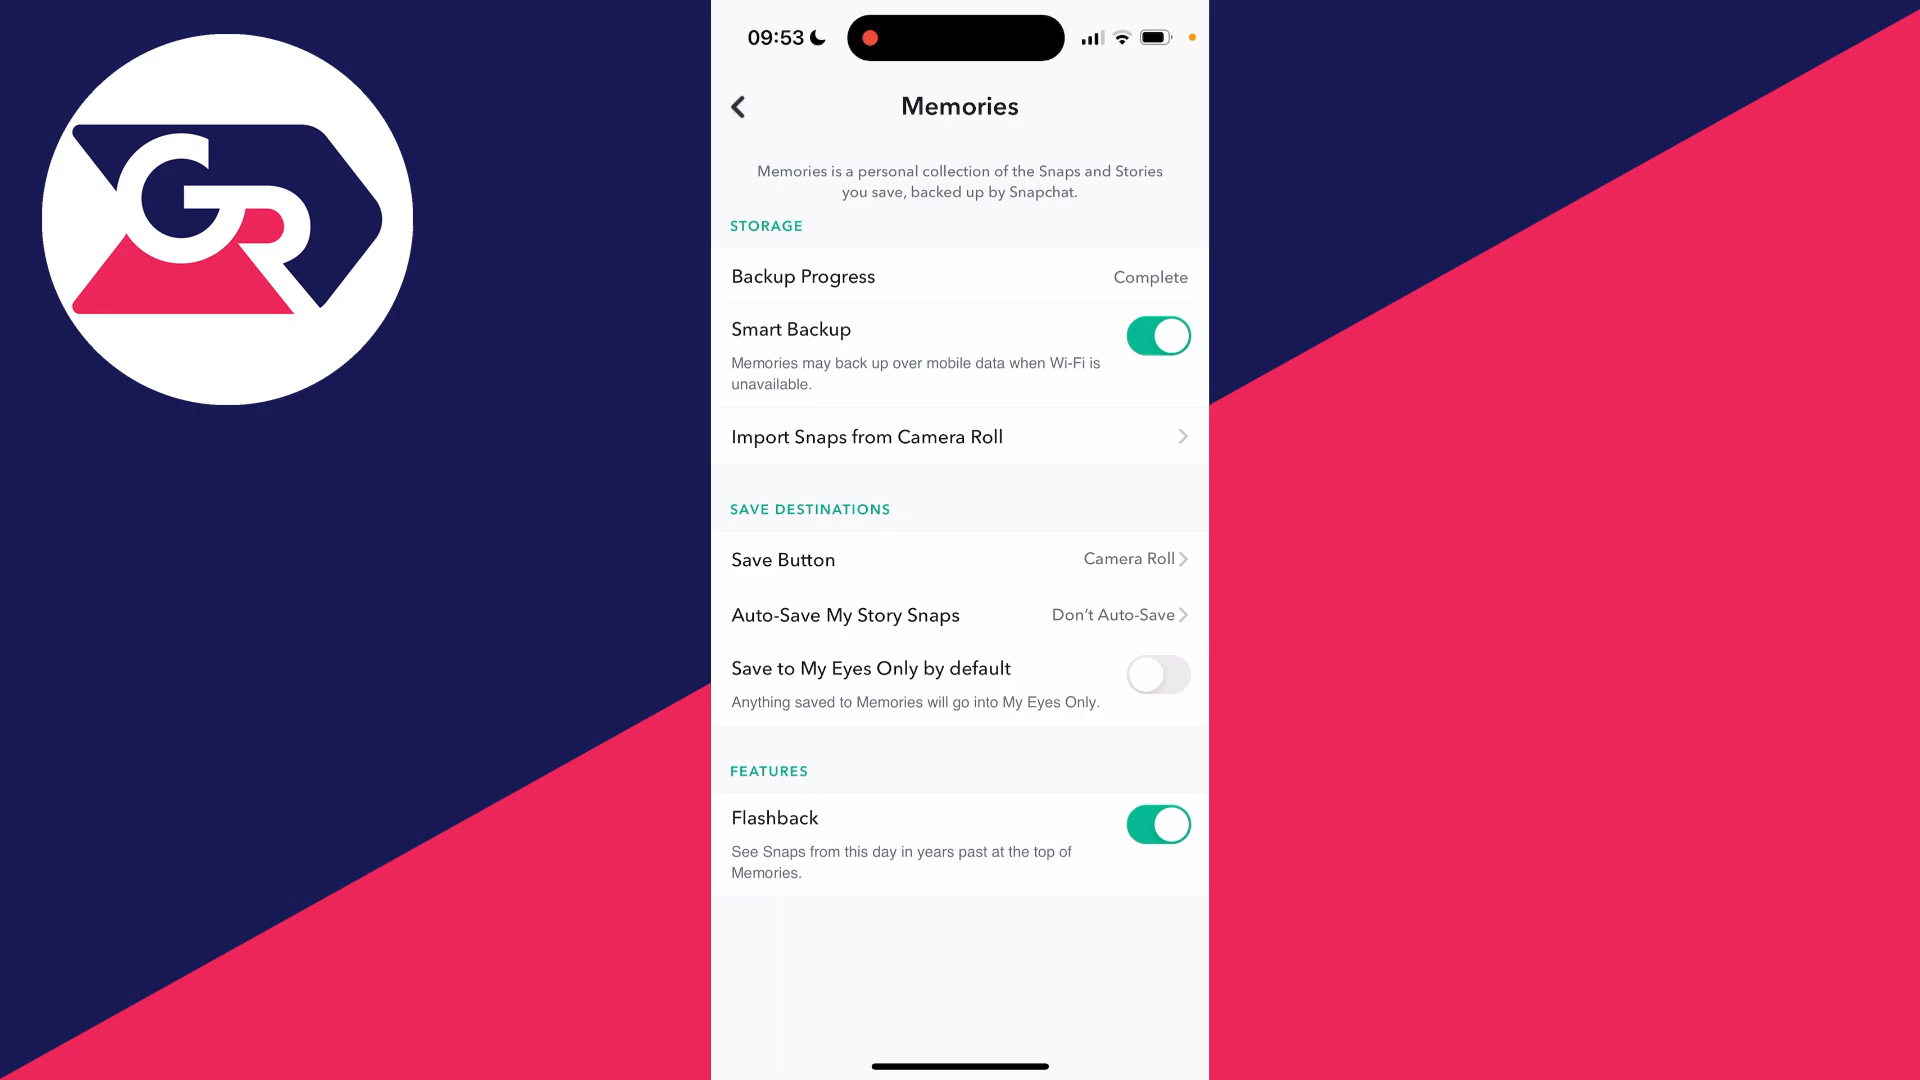 GR
09:53
Memories
Memories is a personal collection of the Snaps and Stories
you save, backed up by Snapchat.
STORAGE
Backup Progress Complete
Smart Backup
Memories may back up over mobile data when Wi-Fi is
unavailable.
Import Snaps from Camera Roll
SAVE DESTINATIONS
Save Button Camera Roll
Auto-Save My Story Snaps Don’t Auto-Save
Save to My Eyes Only by default
Anything saved to Memories will go into My Eyes Only.
FEATURES
Flashback
See Snaps from this day in years past at the top of
Memories.